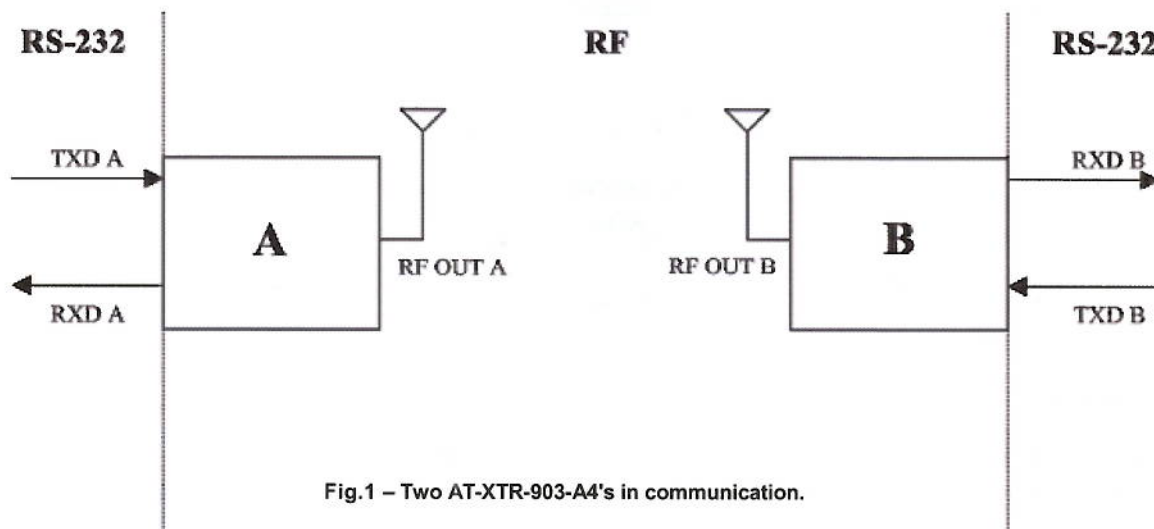 RS-232
RF
RS-232
TXD A
RXD B
A
B
RF OUT A
RF OUT B
RXD A
TXD B
Fig.1 – Two AT-XTR-903-A4's in communication.